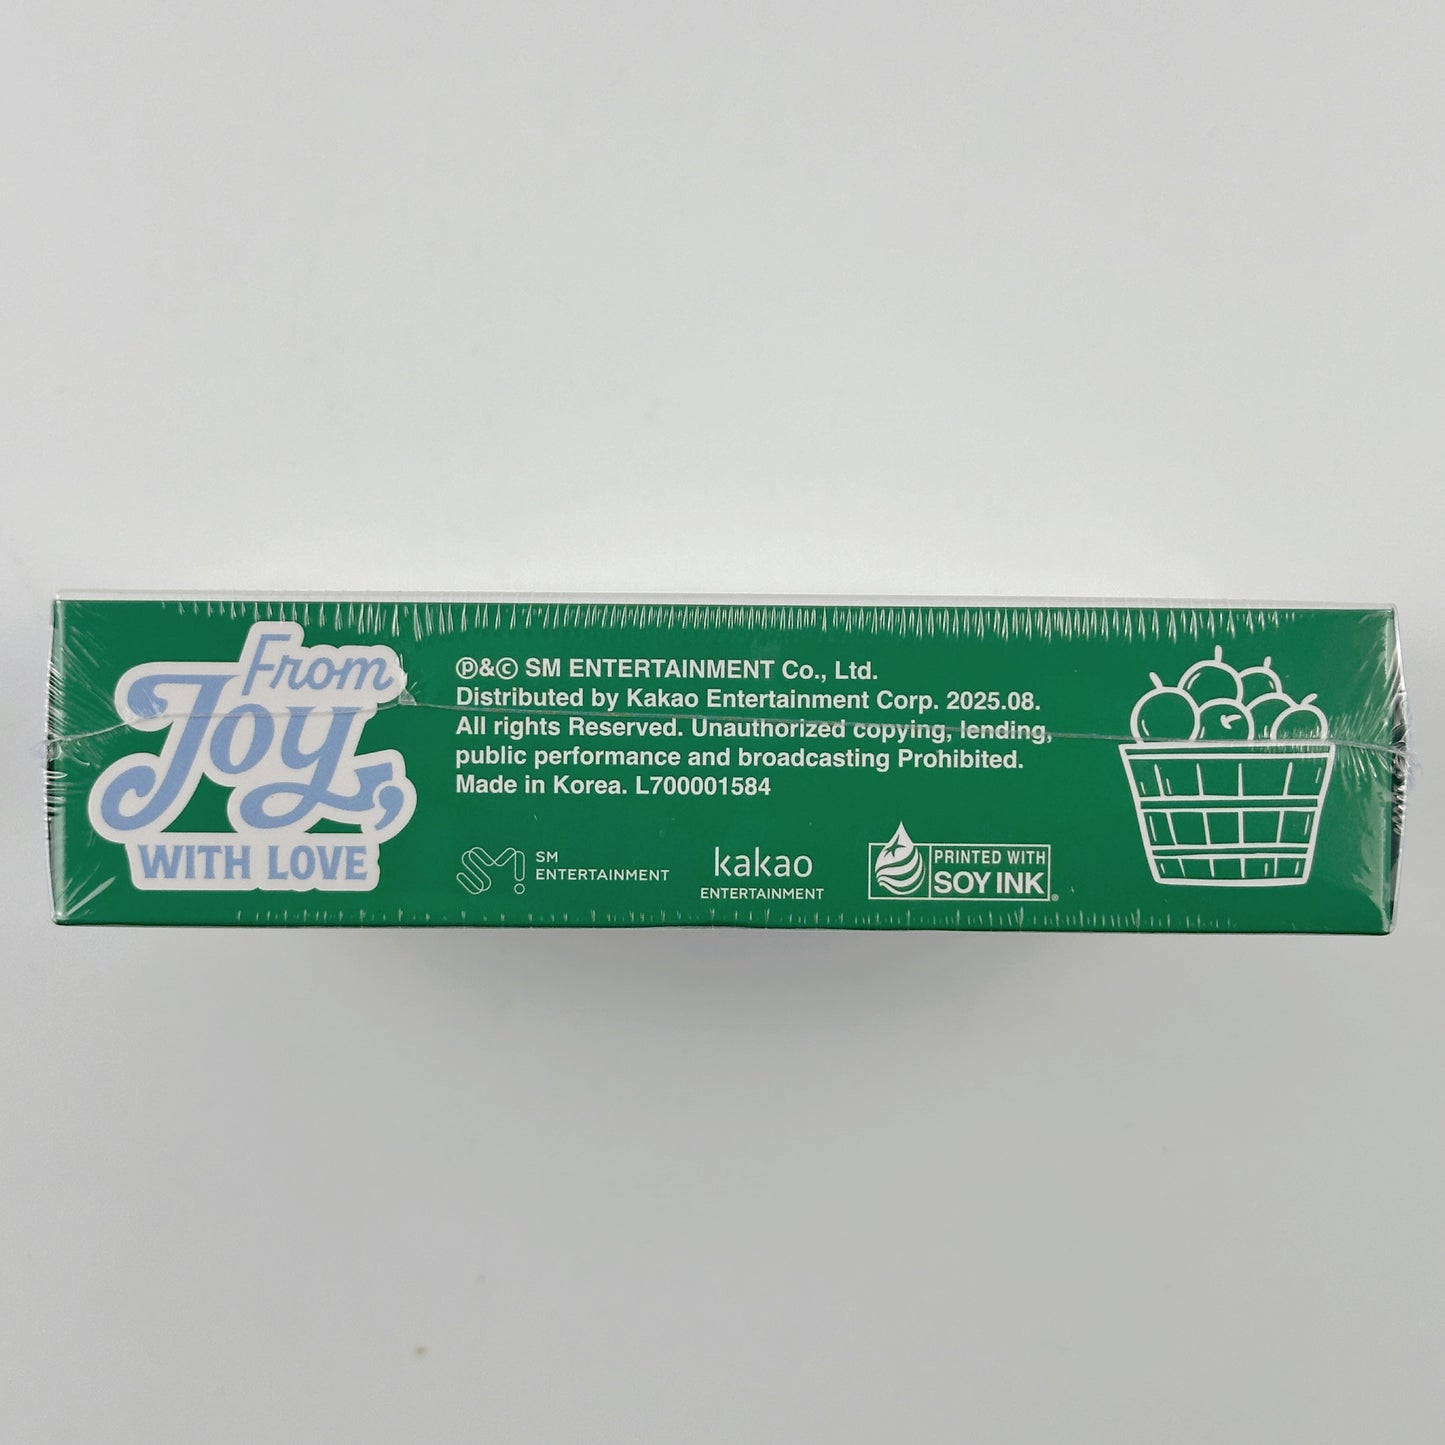 From
Joy,
WITH LOVE
℗&© SM ENTERTAINMENT Co., Ltd.
Distributed by Kakao Entertainment Corp. 2025.08.
All rights Reserved. Unauthorized copying, lending,
public performance and broadcasting Prohibited.
Made in Korea. L700001584
SM
ENTERTAINMENT
kakao
ENTERTAINMENT
PRINTED WITH
SOY INK®